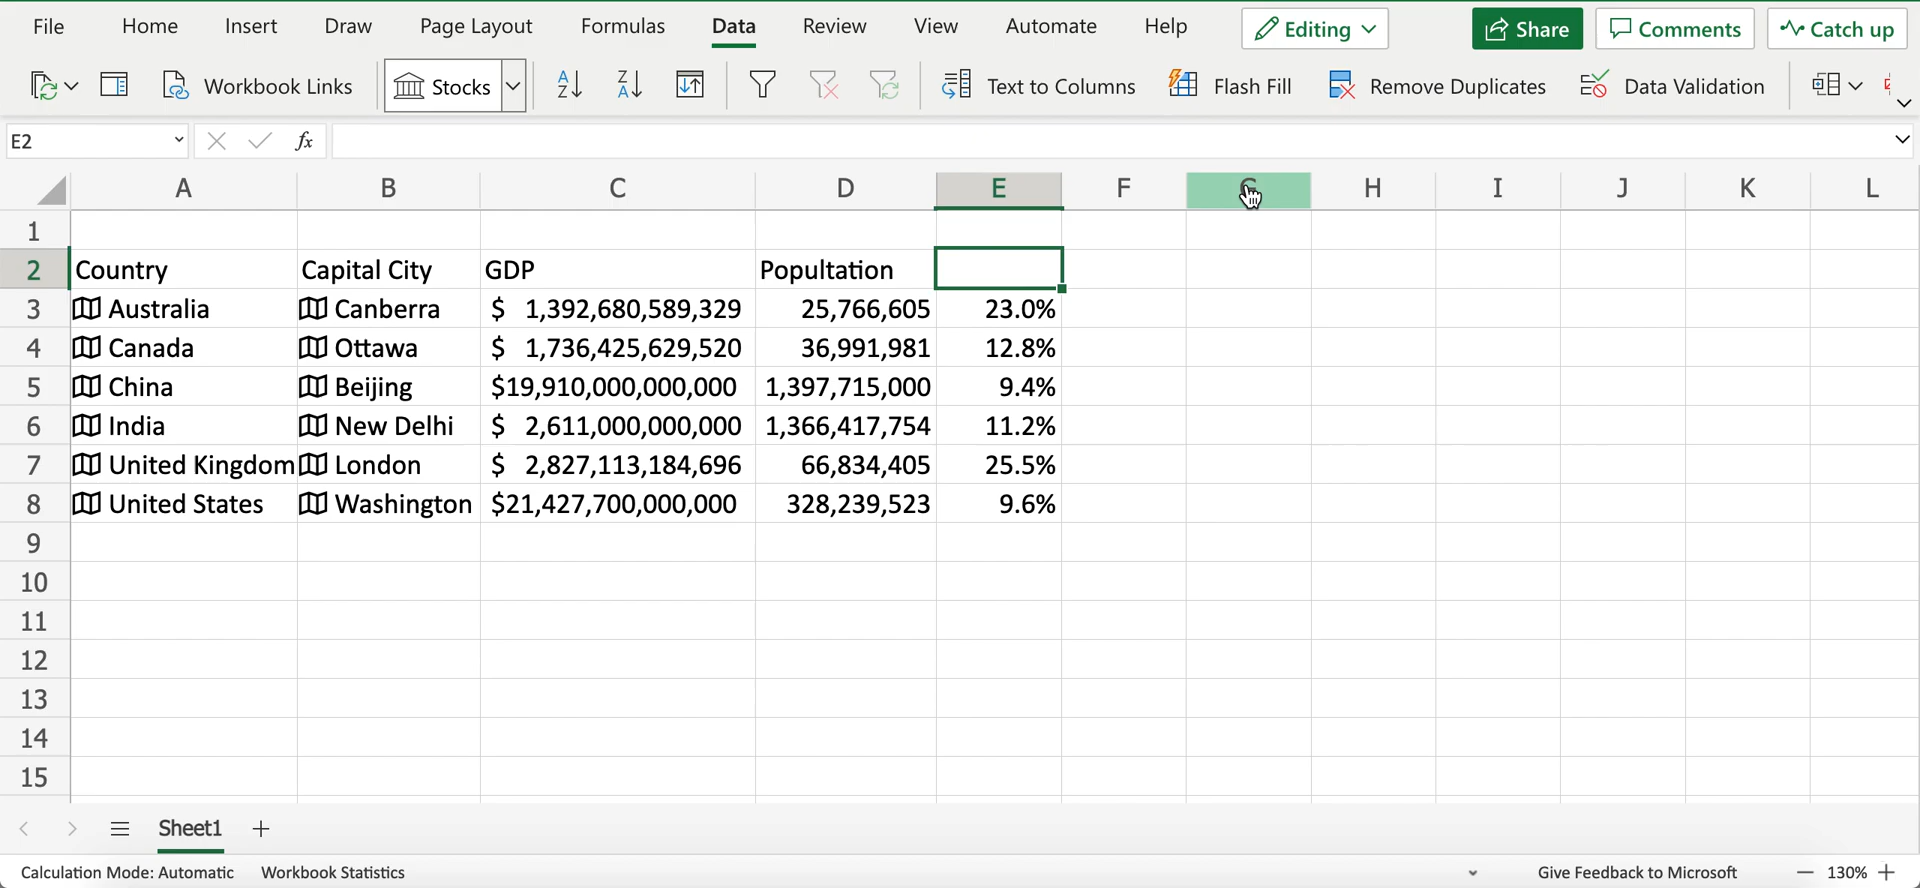 File Home Insert Draw Page Layout Formulas Data Review View Automate Help Editing Share Comments Catch up
Workbook Links Stocks Text to Columns Flash Fill Remove Duplicates Data Validation
E2 fx
A B C D E F G H I J K L
1
2 Country Capital City GDP Popultation
3 Australia Canberra $ 1,392,680,589,329 25,766,605 23.0%
4 Canada Ottawa $ 1,736,425,629,520 36,991,981 12.8%
5 China Beijing $19,910,000,000,000 1,397,715,000 9.4%
6 India New Delhi $ 2,611,000,000,000 1,366,417,754 11.2%
7 United Kingdom London $ 2,827,113,184,696 66,834,405 25.5%
8 United States Washington $21,427,700,000,000 328,239,523 9.6%
9
10
11
12
13
14
15
Sheet1
Calculation Mode: Automatic Workbook Statistics Give Feedback to Microsoft 130%